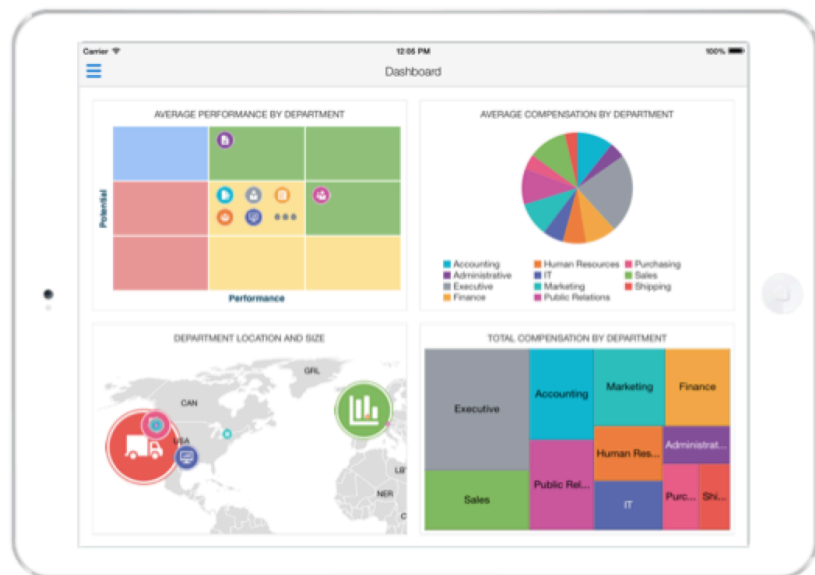 Carrier 12:05 PM 100%
Dashboard
AVERAGE PERFORMANCE BY DEPARTMENT
Potential
Performance
AVERAGE COMPENSATION BY DEPARTMENT
Accounting Human Resources Purchasing
Administrative IT Sales
Executive Marketing Shipping
Finance Public Relations
DEPARTMENT LOCATION AND SIZE
GRL
CAN
USA
LB
NER
TOTAL COMPENSATION BY DEPARTMENT
Executive
Accounting
Marketing
Finance
Human Res...
Administrat...
Sales
Public Rel...
IT
Purc...
Shi...